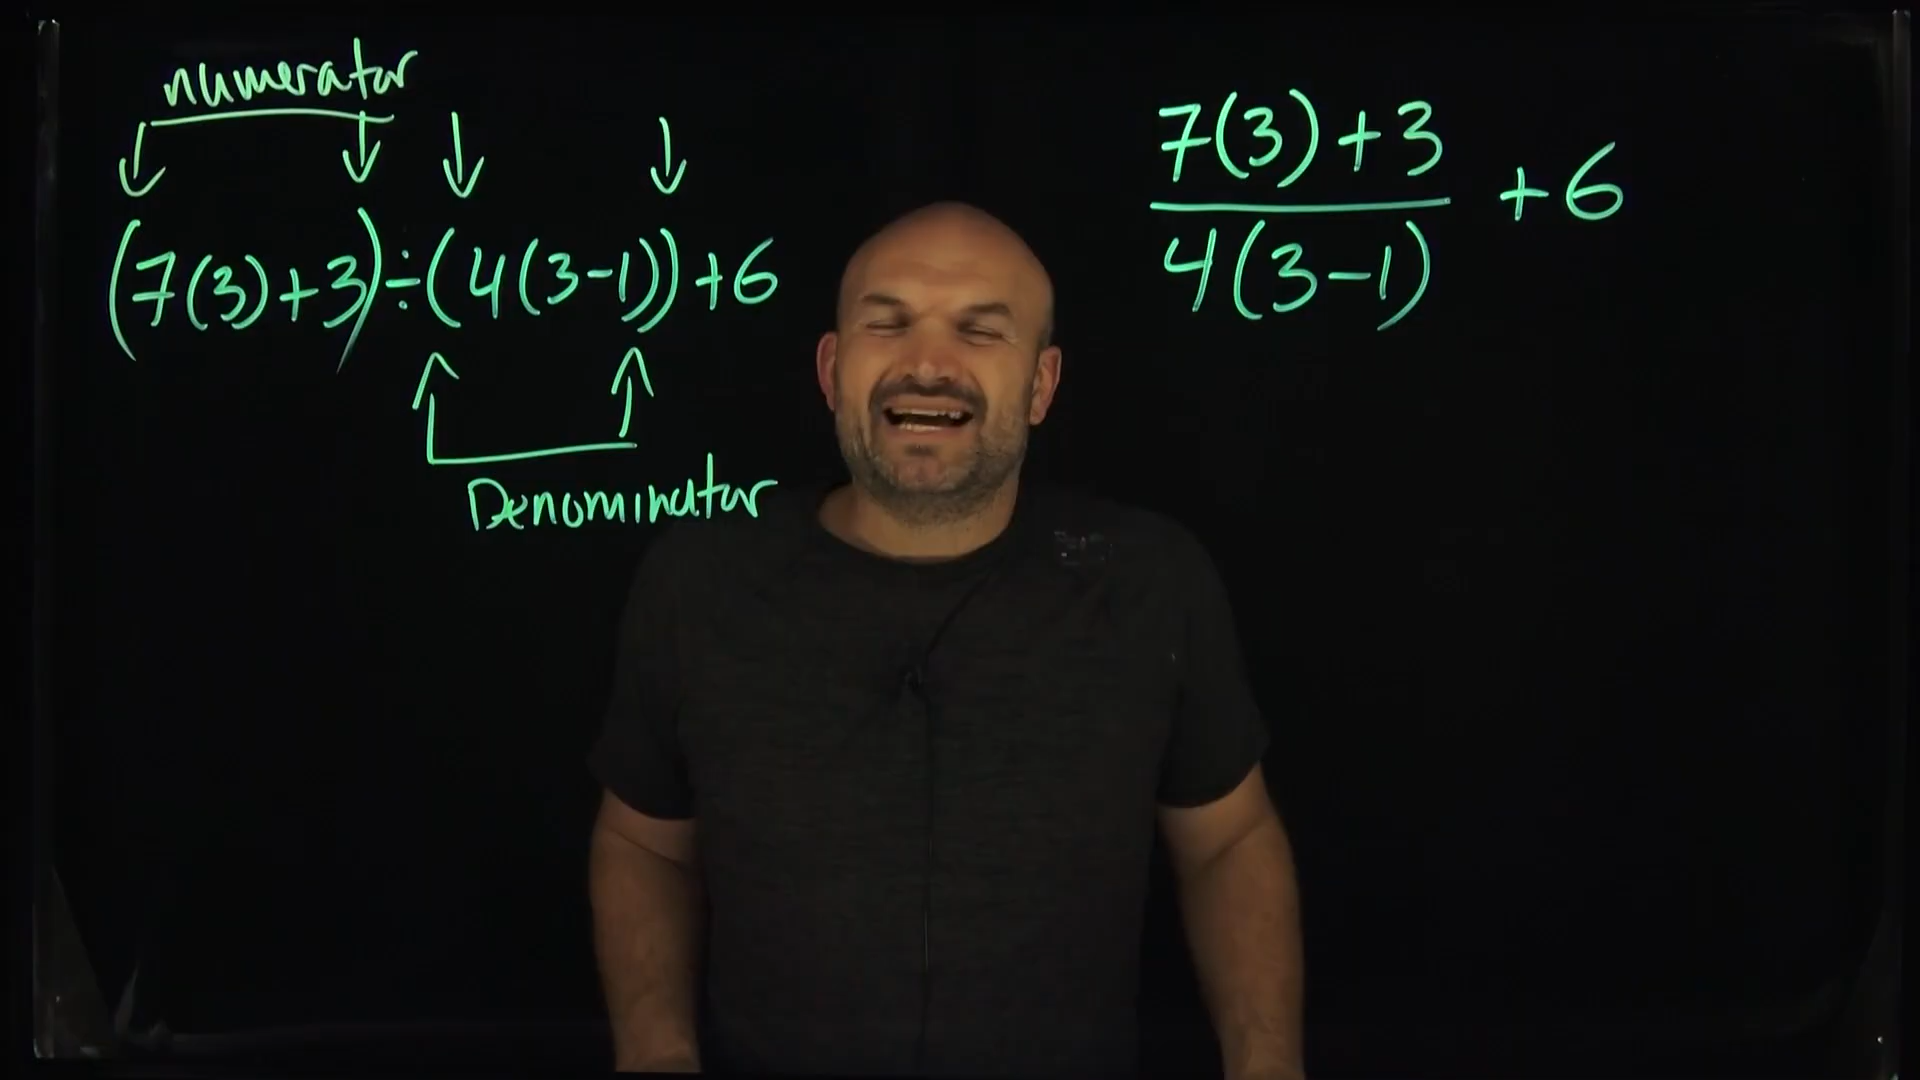 numerator
(7(3)+3)÷(4(3-1))+6
Denominator
7(3)+3
4(3-1)
+6